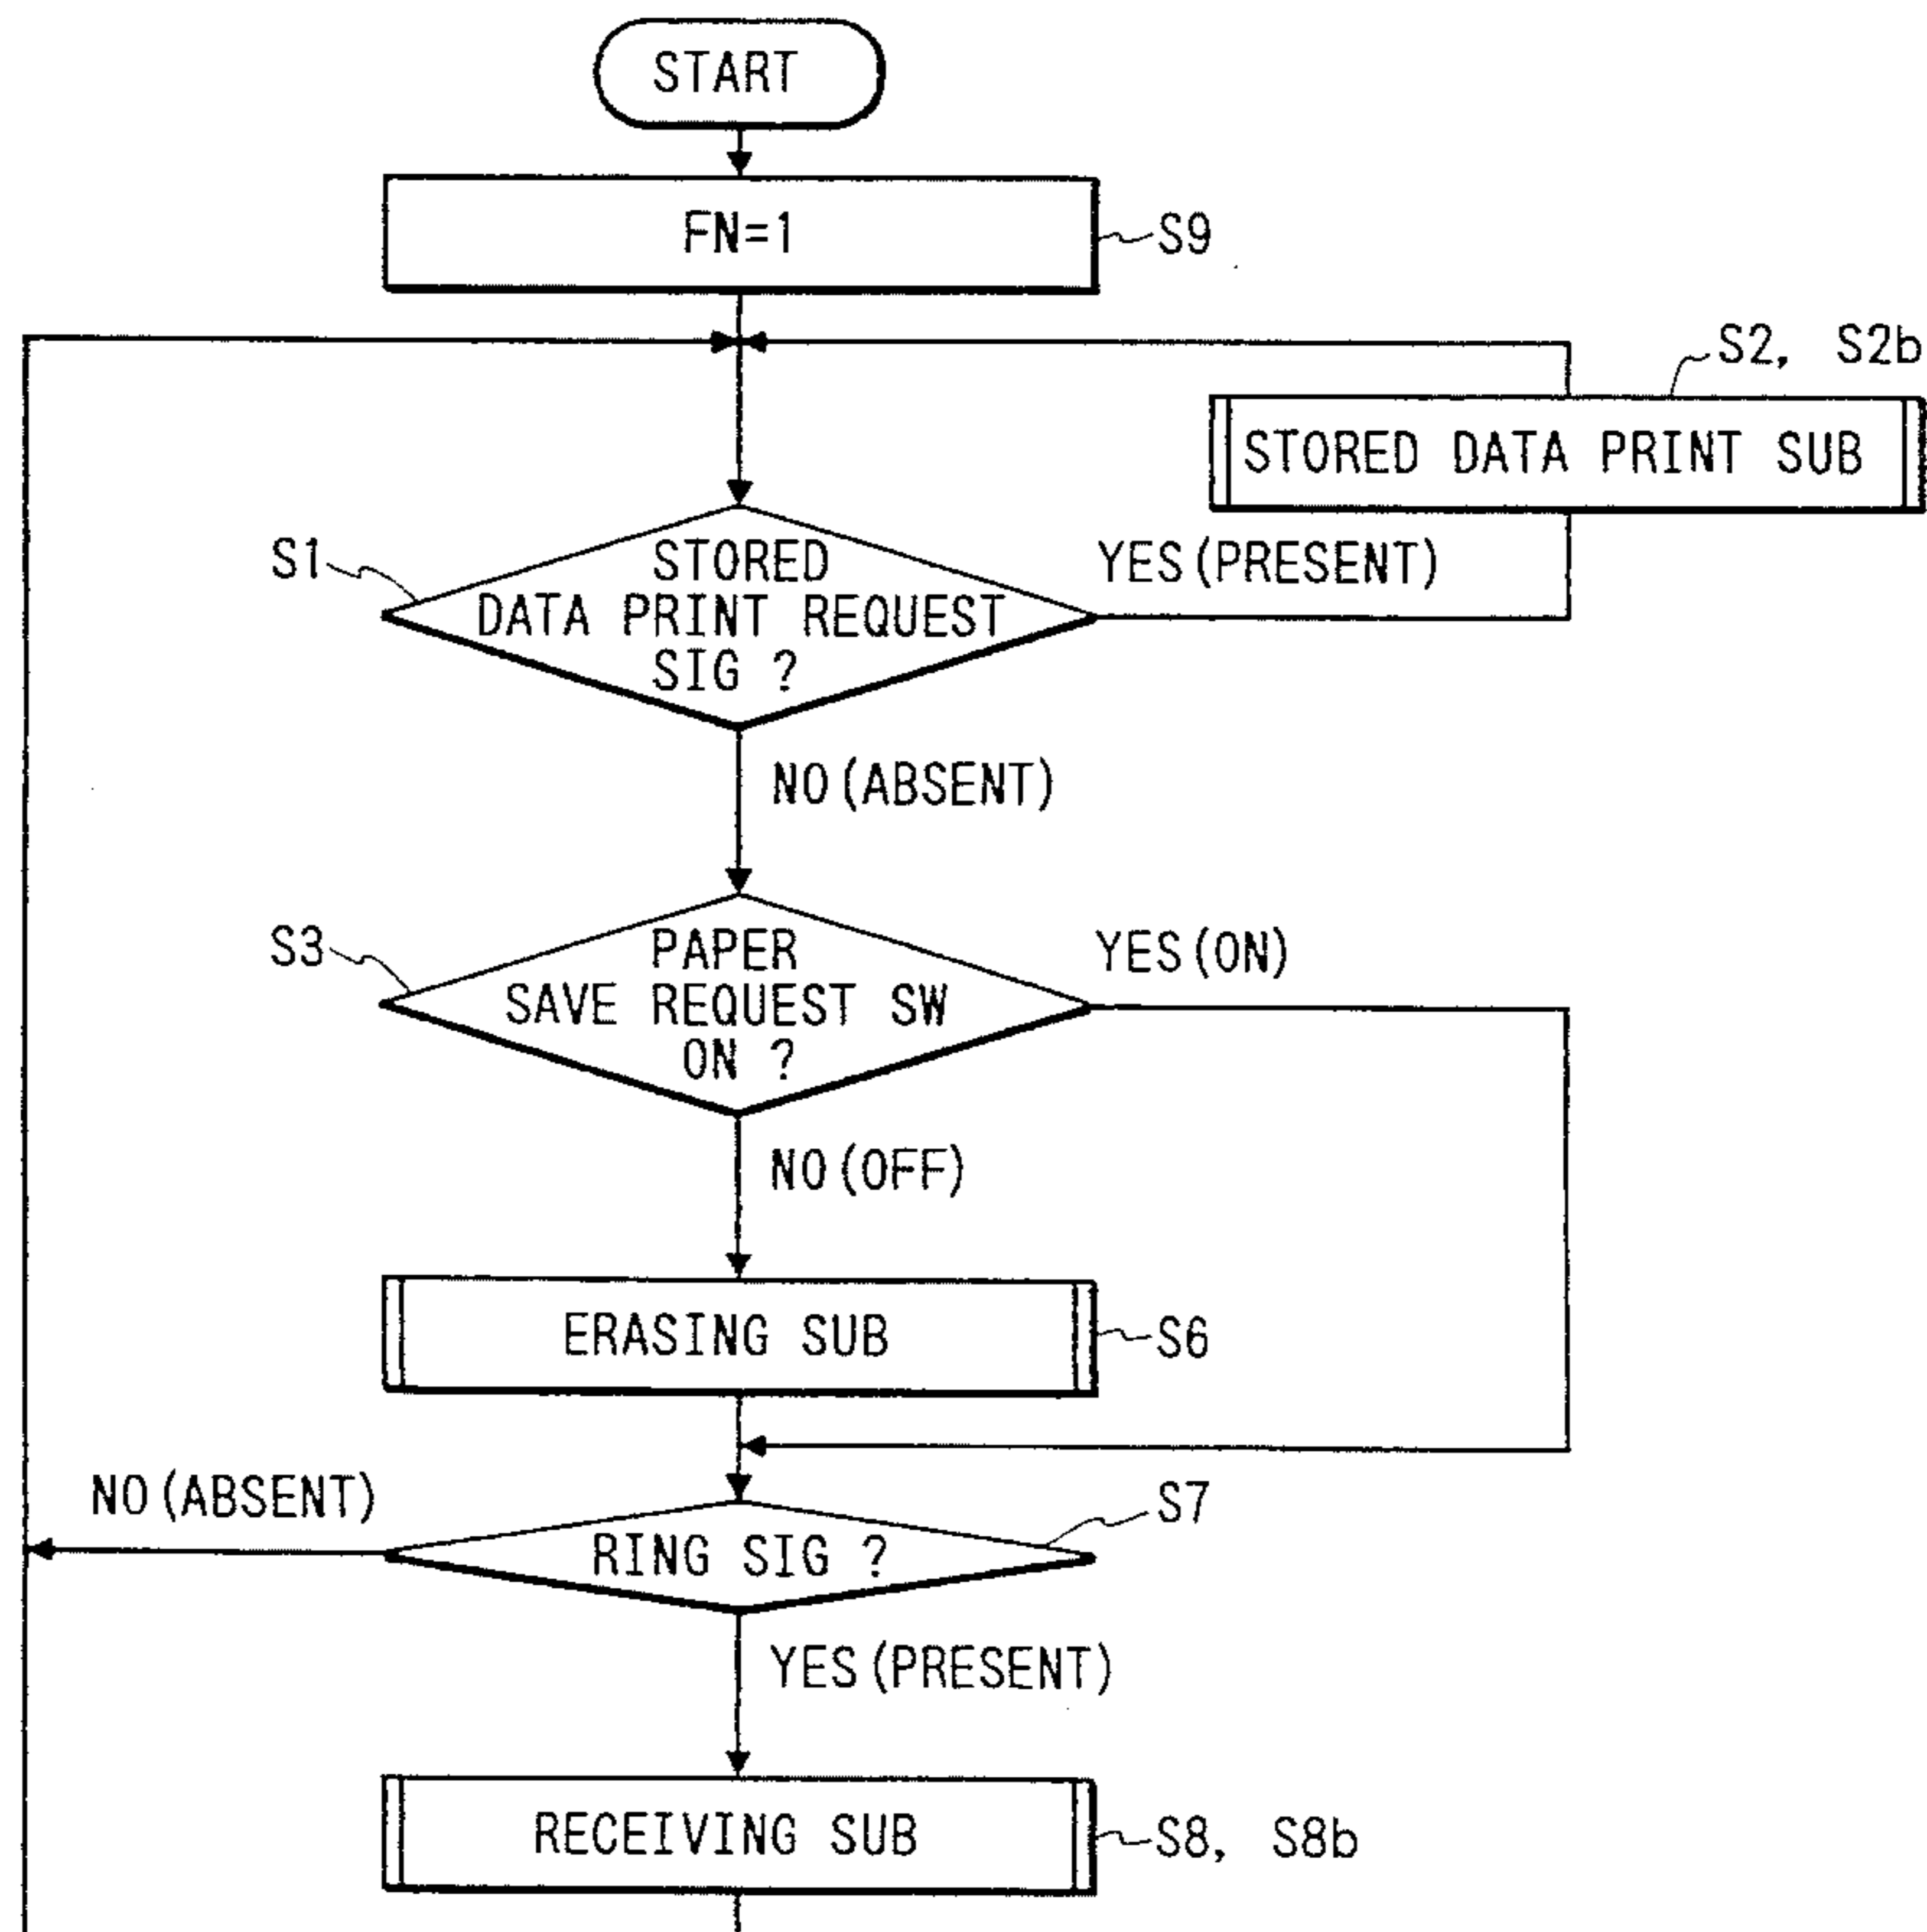 START
FN=1
S9
S2, S2b
STORED DATA PRINT SUB
S1
STORED
DATA PRINT REQUEST
SIG ?
YES(PRESENT)
NO(ABSENT)
S3
PAPER
SAVE REQUEST SW
ON ?
YES(ON)
NO(OFF)
ERASING SUB
S6
NO(ABSENT)
S7
RING SIG ?
YES(PRESENT)
RECEIVING SUB
S8, S8b